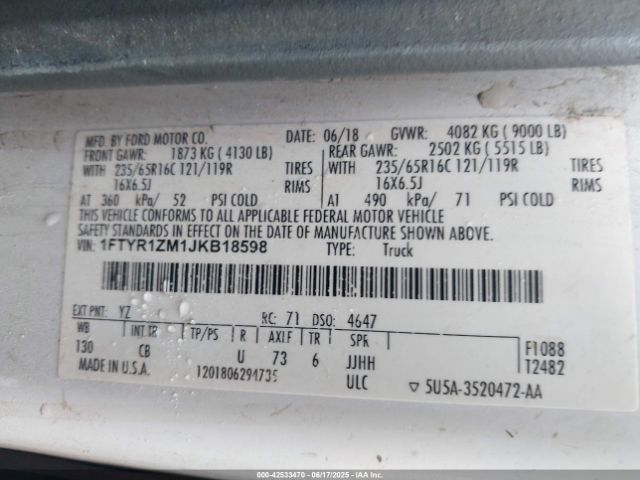 MFD. BY FORD MOTOR CO. DATE: 06/18 GVWR: 4082 KG ( 9000 LB)
FRONT GAWR: 1873 KG ( 4130 LB) REAR GAWR: 2502 KG ( 5515 LB)
WITH 235/65R16C 121/119R TIRES WITH 235/65R16C 121/119R TIRES
16X6.5J RIMS 16X6.5J RIMS
AT 360 kPa/ 52 PSI COLD AT 490 kPa/ 71 PSI COLD
THIS VEHICLE CONFORMS TO ALL APPLICABLE FEDERAL MOTOR VEHICLE
SAFETY STANDARDS IN EFFECT ON THE DATE OF MANUFACTURE SHOWN ABOVE.
VIN: 1FTYR1ZM1JKB18598 TYPE: Truck
EXT PNT: YZ RC: 71 DSO: 4647
WB INT TR TP/PS R AXLE TR SPR F1088
130 CB U 73 6 JJHH T2482
MADE IN U.S.A. 1201806294735 ULC 5U5A-3520472-AA
000-42533470 - 06/17/2025 - IAAI